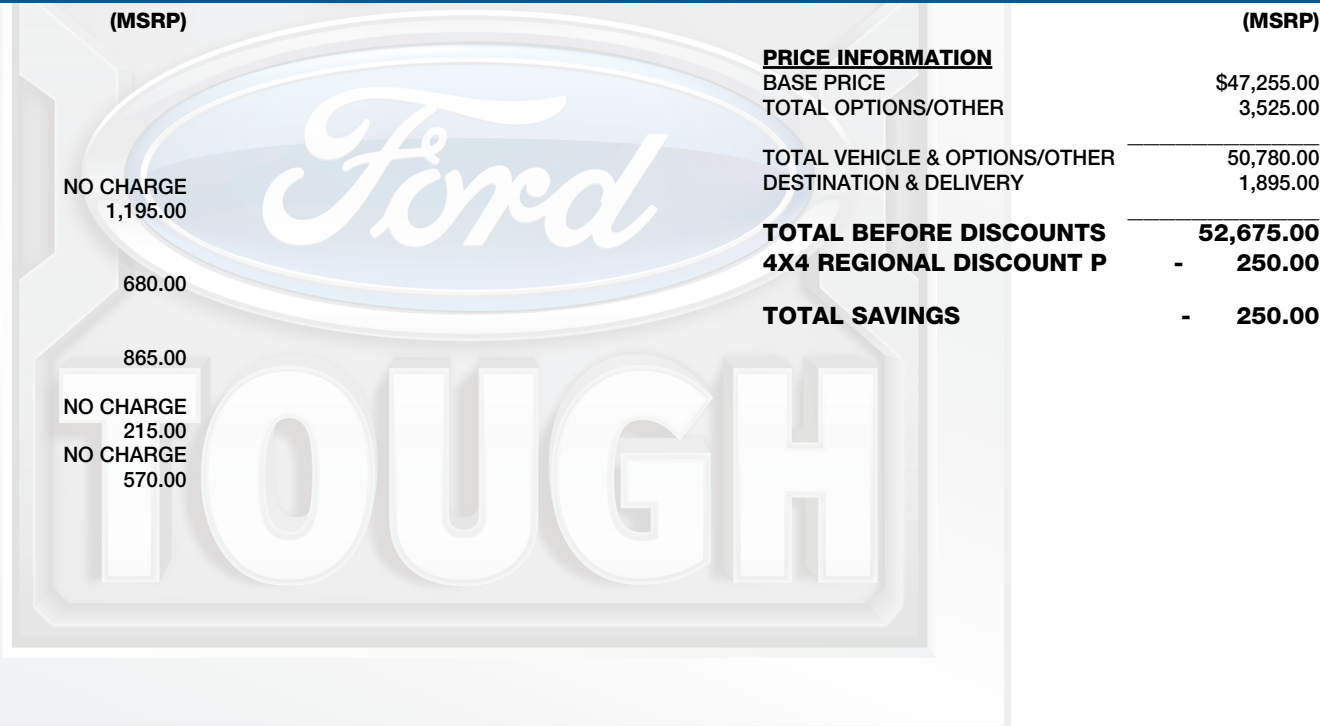 (MSRP)
NO CHARGE
1,195.00
680.00
865.00
NO CHARGE
215.00
NO CHARGE
570.00
(MSRP)
PRICE INFORMATION
BASE PRICE $47,255.00
TOTAL OPTIONS/OTHER 3,525.00
TOTAL VEHICLE & OPTIONS/OTHER 50,780.00
DESTINATION & DELIVERY 1,895.00
TOTAL BEFORE DISCOUNTS 52,675.00
4X4 REGIONAL DISCOUNT P - 250.00
TOTAL SAVINGS - 250.00
Ford
TOUGH